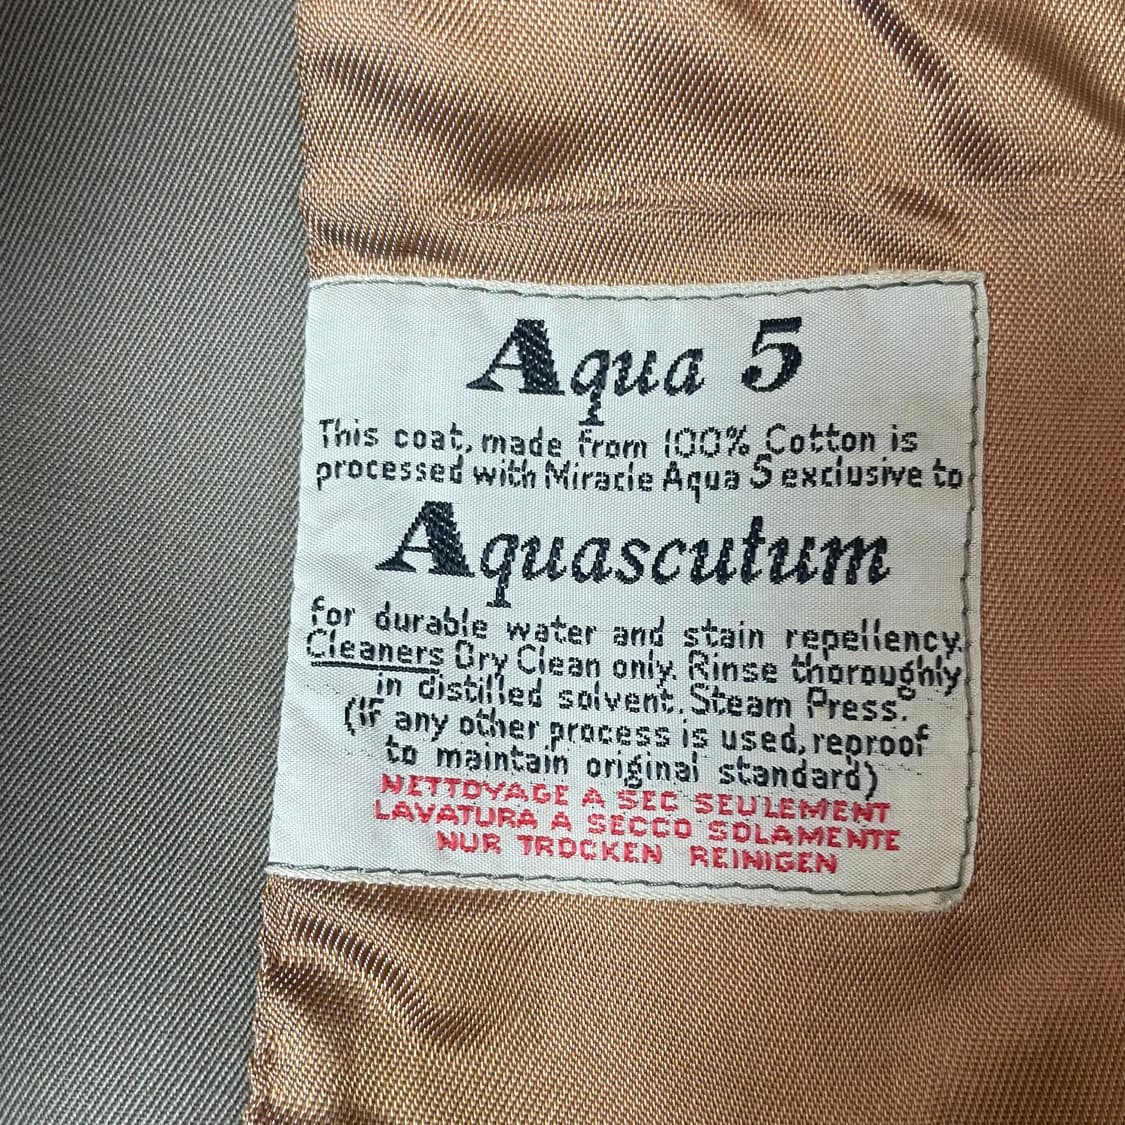 Aqua 5
This coat, made from 100% Cotton is
processed with Miracle Aqua 5 exclusive to
Aquascutum
for durable water and stain repellency.
Cleaners Dry Clean only. Rinse thoroughly
in distilled solvent. Steam Press.
(If any other process is used, reproof
to maintain original standard)
NETTOYAGE A SEC SEULEMENT
LAVATURA A SECCO SOLAMENTE
NUR TROCKEN REINIGEN